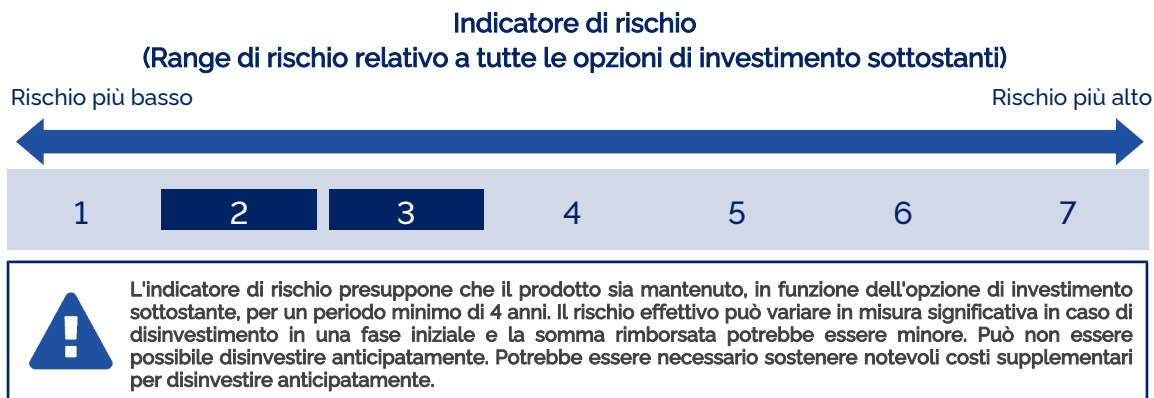 Indicatore di rischio
(Range di rischio relativo a tutte le opzioni di investimento sottostanti)
Rischio più basso
Rischio più alto
1 2 3 4 5 6 7
L'indicatore di rischio presuppone che il prodotto sia mantenuto, in funzione dell'opzione di investimento
sottostante, per un periodo minimo di 4 anni. Il rischio effettivo può variare in misura significativa in caso di
disinvestimento in una fase iniziale e la somma rimborsata potrebbe essere minore. Può non essere
possibile disinvestire anticipatamente. Potrebbe essere necessario sostenere notevoli costi supplementari
per disinvestire anticipatamente.